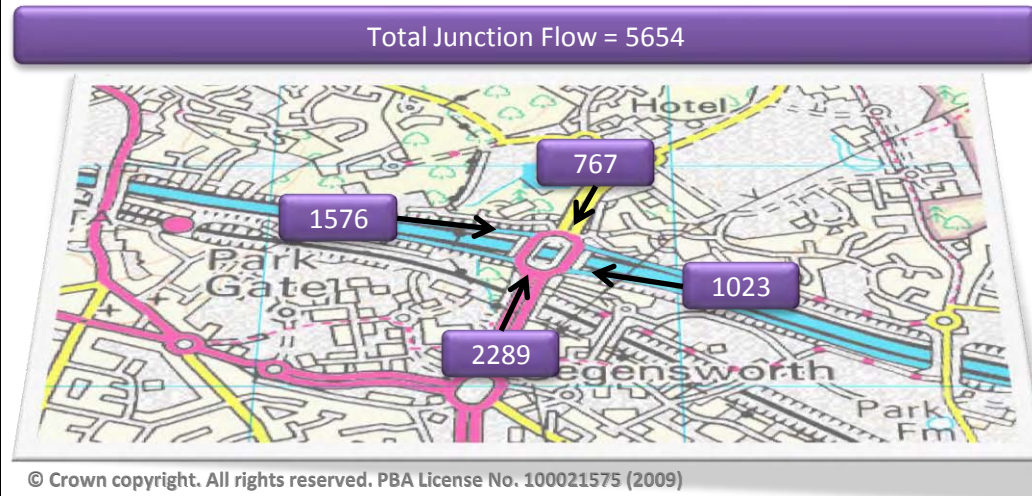 Total Junction Flow = 5654
Hotel
767
1576
Park
Gate
1023
2289
egensworth
Park
Fm
© Crown copyright. All rights reserved. PBA License No. 100021575 (2009)